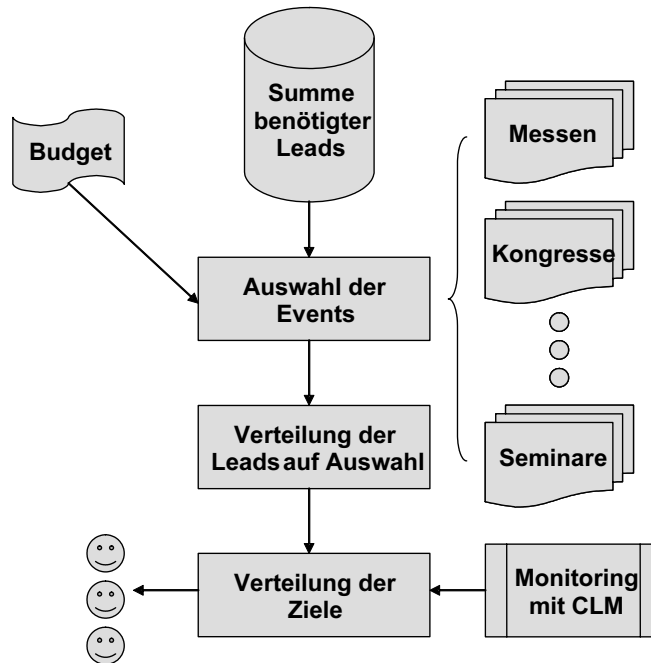 Summe
benötigter
Leads
Budget
Messen
Kongresse
Auswahl der
Events
Verteilung der
Leads auf Auswahl
Seminare
Verteilung der
Ziele
Monitoring
mit CLM